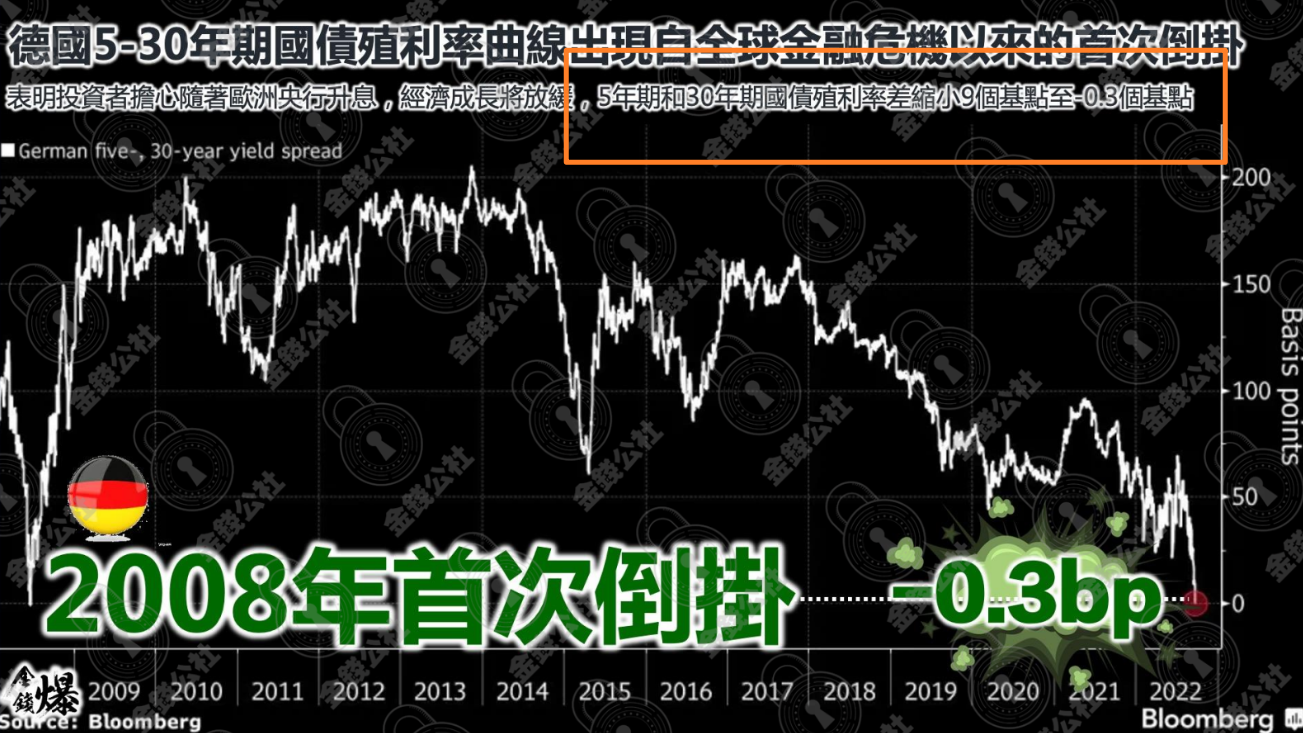 德國5-30年期國債殖利率曲線出現自全球金融危機以來的首次倒掛
表明投資者擔心隨著歐洲央行升息，經濟成長將放緩，5年期和30年期國債殖利率差縮小9個基點至-0.3個基點
German five-, 30-year yield spread
200
150
100
50
0
Basis points
2008年首次倒掛
-0.3bp
2009 2010 2011 2012 2013 2014 2015 2016 2017 2018 2019 2020 2021 2022
金錢爆
Source: Bloomberg
Bloomberg
金錢公社